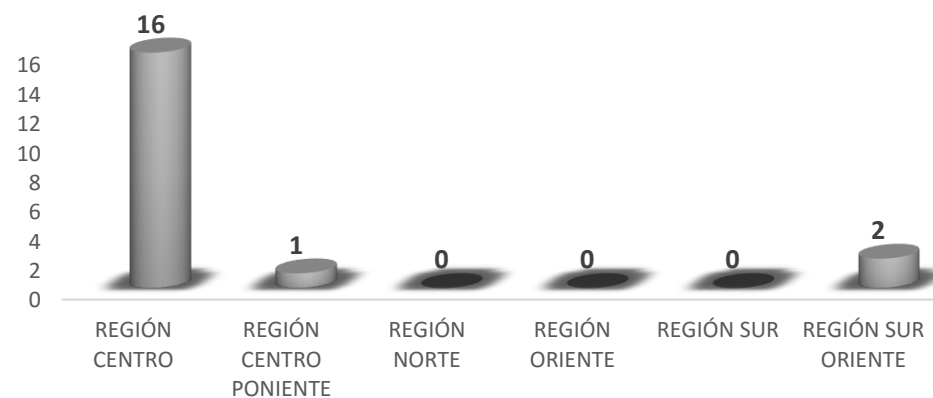 16
16
14
12
10
8
6
4
2
0
1
0
0
0
2
REGIÓN
CENTRO
REGIÓN
CENTRO
PONIENTE
REGIÓN
NORTE
REGIÓN
ORIENTE
REGIÓN SUR
REGIÓN SUR
ORIENTE